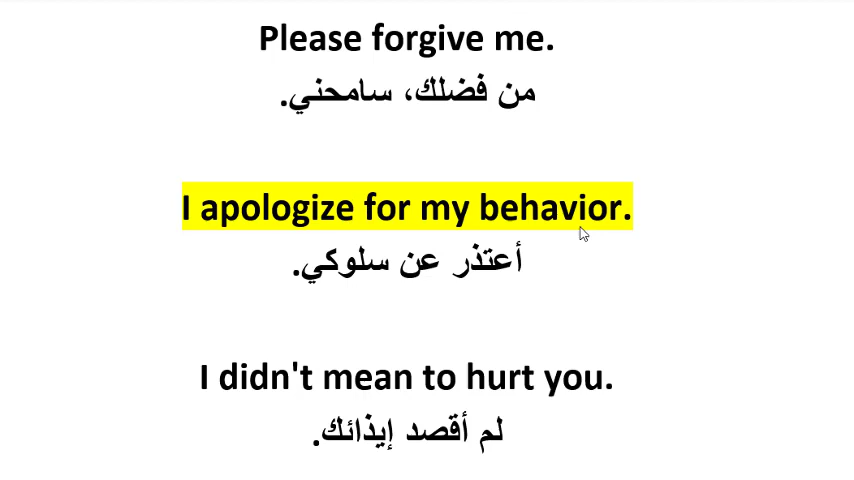 Please forgive me.
من فضلك، سامحني.
I apologize for my behavior.
أعتذر عن سلوكي.
I didn't mean to hurt you.
لم أقصد إيذائك.